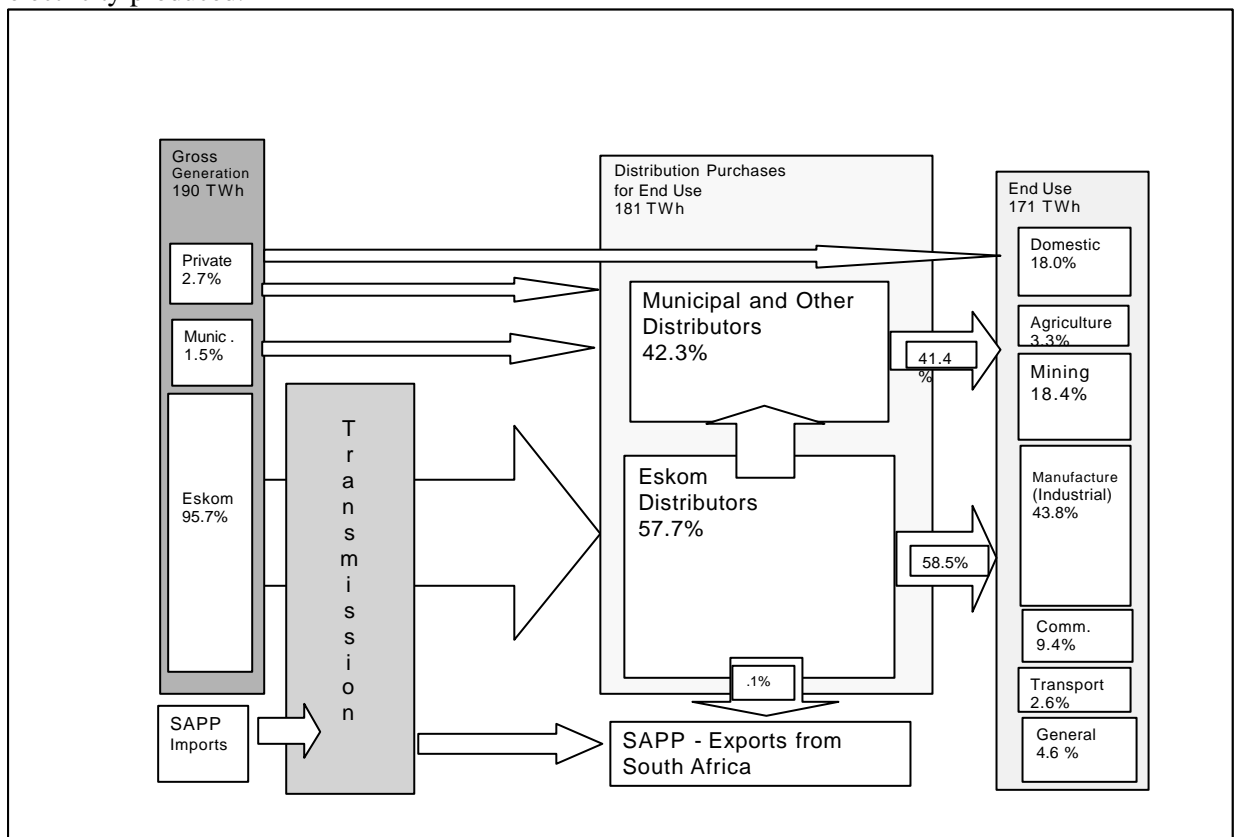 Gross
Generation
190 TWh
Private
2.7%
Munic .
1.5%
Eskom
95.7%
SAPP
Imports
T
r
a
n
s
m
i
s
s
i
o
n
Distribution Purchases
for End Use
181 TWh
Municipal and Other
Distributors
42.3%
41.4
%
Eskom
Distributors
57.7%
58.5%
.1%
SAPP - Exports from
South Africa
End Use
171 TWh
Domestic
18.0%
Agriculture
3.3%
Mining
18.4%
Manufacture
(Industrial)
43.8%
Comm.
9.4%
Transport
2.6%
General
4.6 %